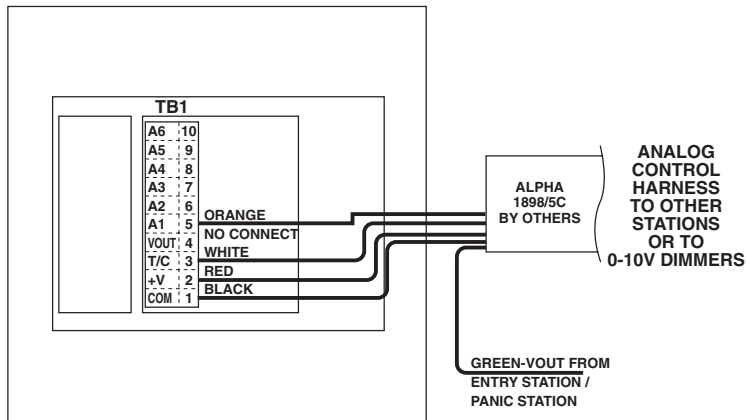 TB1
A6 10
A5 9
A4 8
A3 7
A2 6
A1 5
VOUT 4
T/C 3
+V 2
COM 1
ORANGE
NO CONNECT
WHITE
RED
BLACK
ALPHA
1898/5C
BY OTHERS
ANALOG
CONTROL
HARNESS
TO OTHER
STATIONS
OR TO
0-10V DIMMERS
GREEN-VOUT FROM
ENTRY STATION /
PANIC STATION